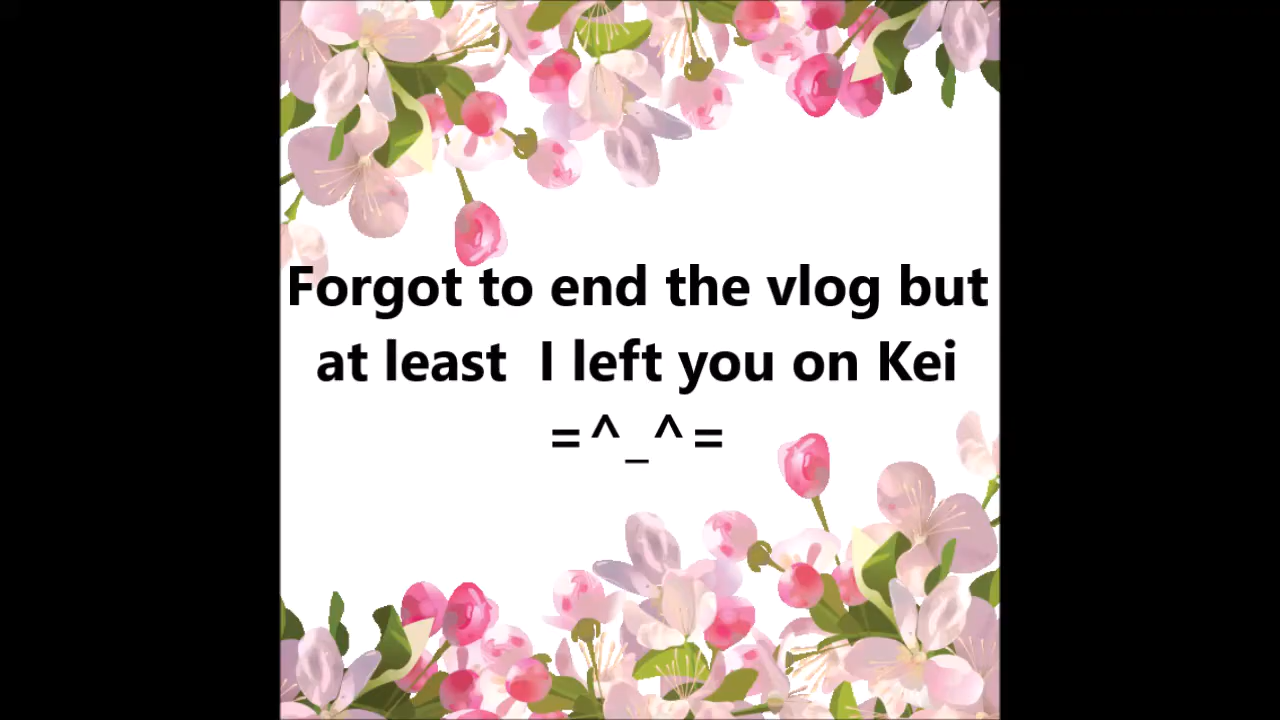 Forgot to end the vlog but
at least  I left you on Kei
=^_^=